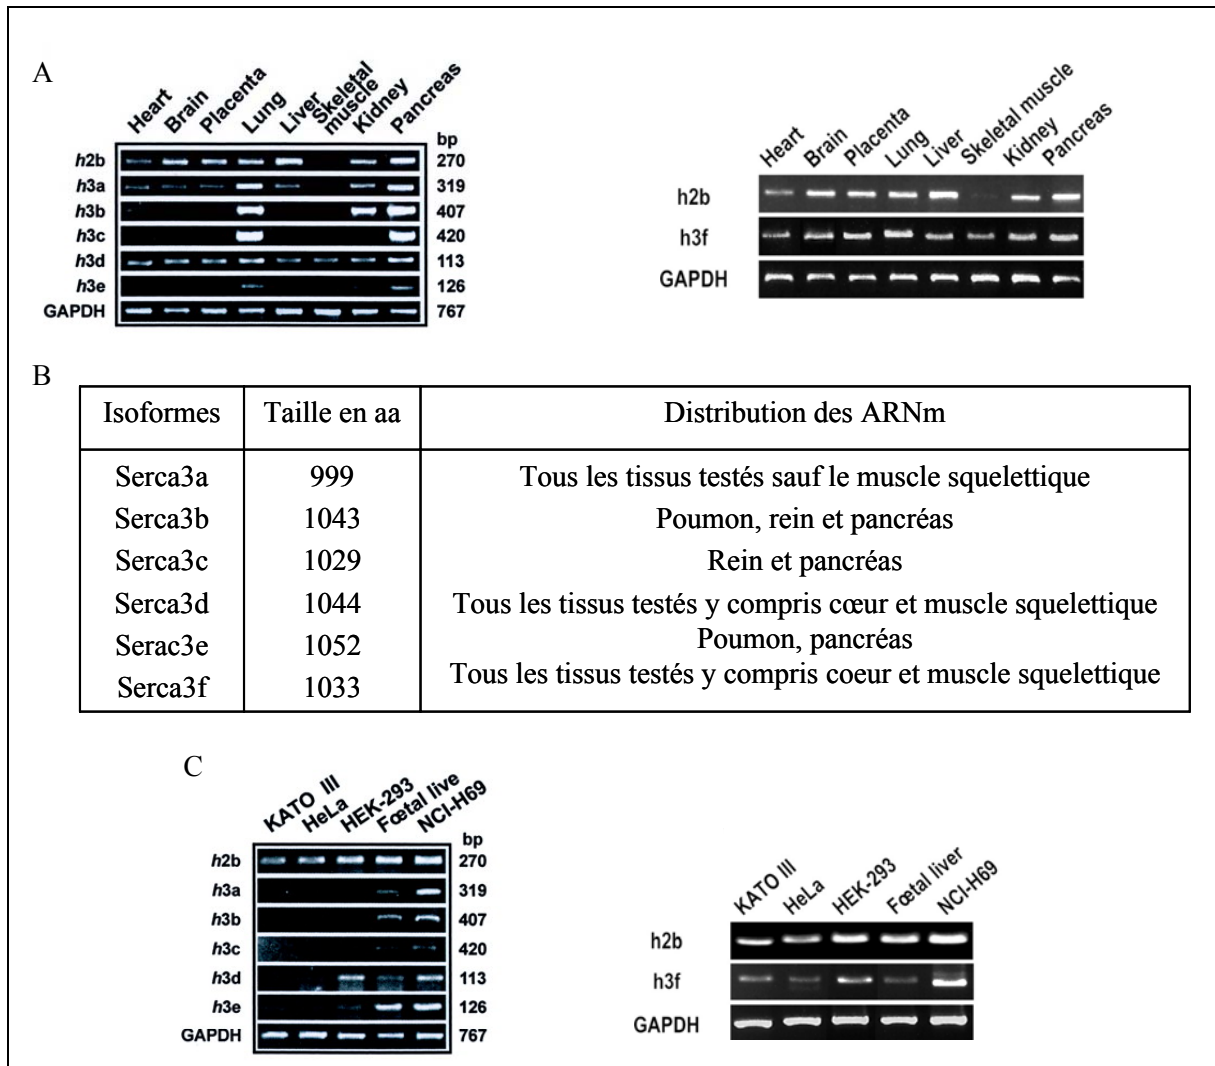 A
Heart Brain Placenta Lung Liver Skeletal muscle Kidney Pancreas
bp
h2b 270
h3a 319
h3b 407
h3c 420
h3d 113
h3e 126
GAPDH 767
Heart Brain Placenta Lung Liver Skeletal muscle Kidney Pancreas
h2b
h3f
GAPDH
B
Isoformes Taille en aa Distribution des ARNm
Serca3a 999 Tous les tissus testés sauf le muscle squelettique
Serca3b 1043 Poumon, rein et pancréas
Serca3c 1029 Rein et pancréas
Serca3d 1044 Tous les tissus testés y compris cœur et muscle squelettique
Serac3e 1052 Poumon, pancréas
Serca3f 1033 Tous les tissus testés y compris coeur et muscle squelettique
C
KATO III HeLa HEK-293 Fœtal live NCI-H69
bp
h2b 270
h3a 319
h3b 407
h3c 420
h3d 113
h3e 126
GAPDH 767
KATO III HeLa HEK-293 Fœtal liver NCI-H69
h2b
h3f
GAPDH